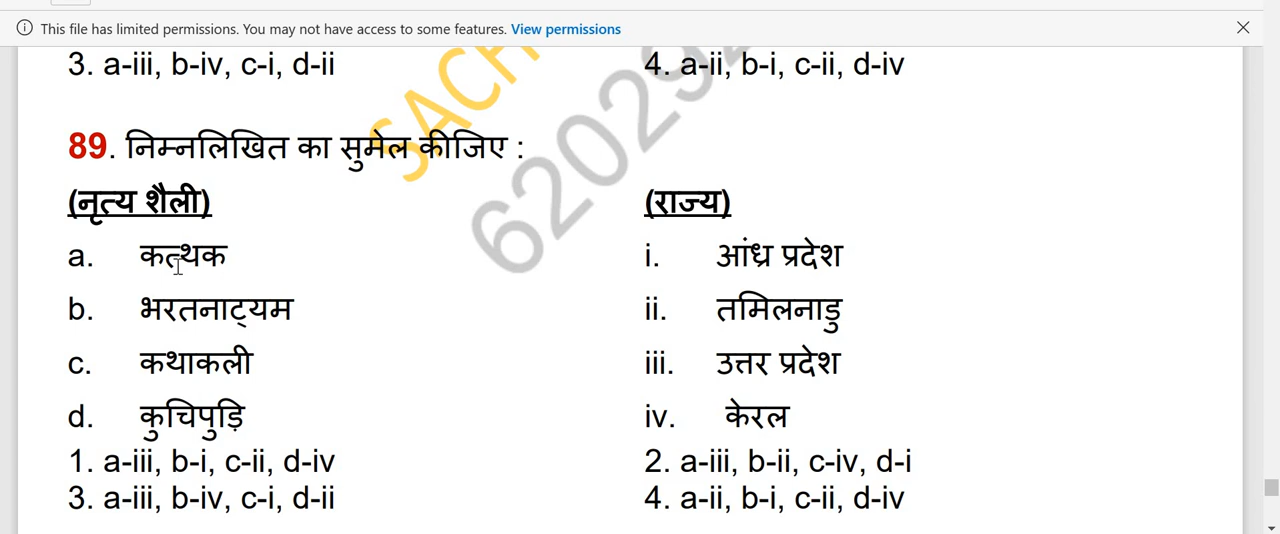 This file has limited permissions. You may not have access to some features. View permissions
3. a-iii, b-iv, c-i, d-ii 4. a-ii, b-i, c-ii, d-iv
SACH
620292
89. निम्नलिखित का सुमेल कीजिए :
(नृत्य शैली) (राज्य)
a. कत्थक i. आंध्र प्रदेश
b. भरतनाट्यम ii. तमिलनाडु
c. कथाकली iii. उत्तर प्रदेश
d. कुचिपुड़ि iv. केरल
1. a-iii, b-i, c-ii, d-iv 2. a-iii, b-ii, c-iv, d-i
3. a-iii, b-iv, c-i, d-ii 4. a-ii, b-i, c-ii, d-iv